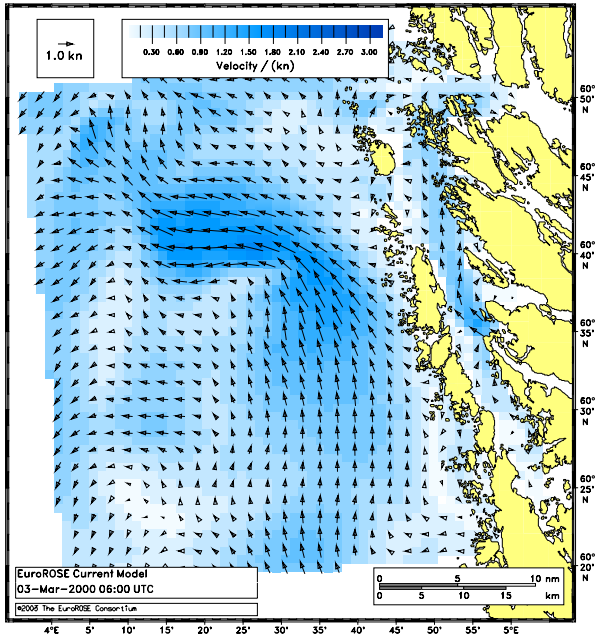 1.0 kn
0.30 0.60 0.90 1.20 1.50 1.80 2.10 2.40 2.70 3.00
Velocity / (kn)
60°
50'
N
60°
45'
N
60°
40'
N
60°
35'
N
60°
30'
N
60°
25'
N
60°
20'
N
EuroROSE Current Model
03-Mar-2000 06:00 UTC
©2003 The EuroROSE Consortium
0 5 10 nm
0 5 10 15 km
4°E 5' 10' 15' 20' 25' 30' 35' 40' 45' 50' 55' 5°E 5'